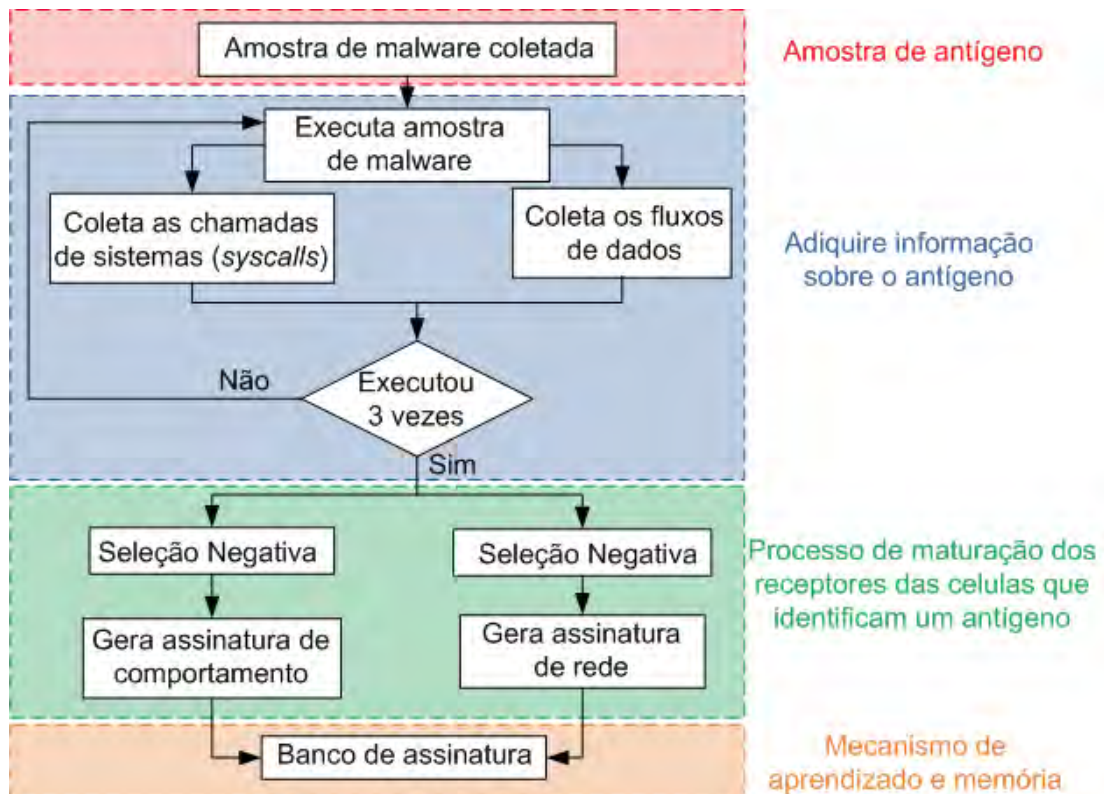 Amostra de malware coletada
Amostra de antígeno
Executa amostra
de malware
Coleta as chamadas
de sistemas (syscalls)
Coleta os fluxos
de dados
Adiquire informação
sobre o antígeno
Não
Executou
3 vezes
Sim
Seleção Negativa
Seleção Negativa
Gera assinatura de
comportamento
Gera assinatura
de rede
Processo de maturação dos
receptores das celulas que
identificam um antígeno
Banco de assinatura
Mecanismo de
aprendizado e memória